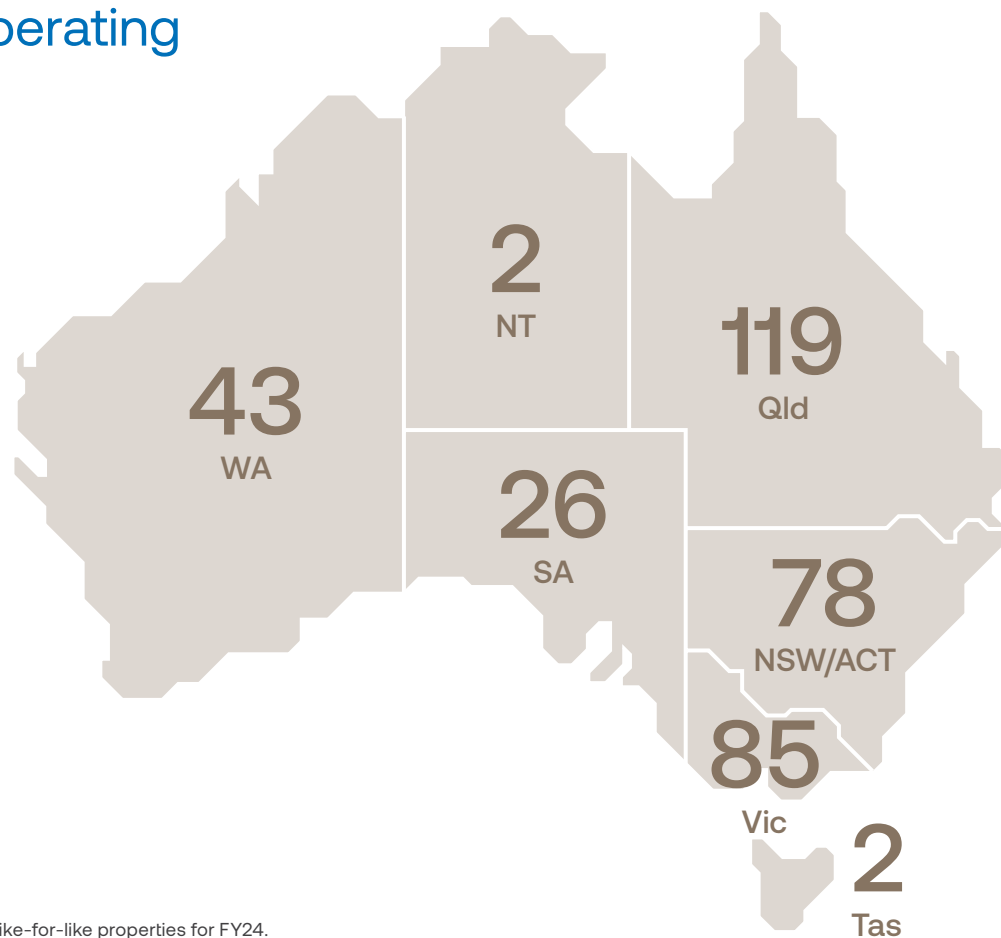 perating
2
NT
119
Qld
43
WA
26
SA
78
NSW/ACT
85
Vic
2
Tas
ike-for-like properties for FY24.